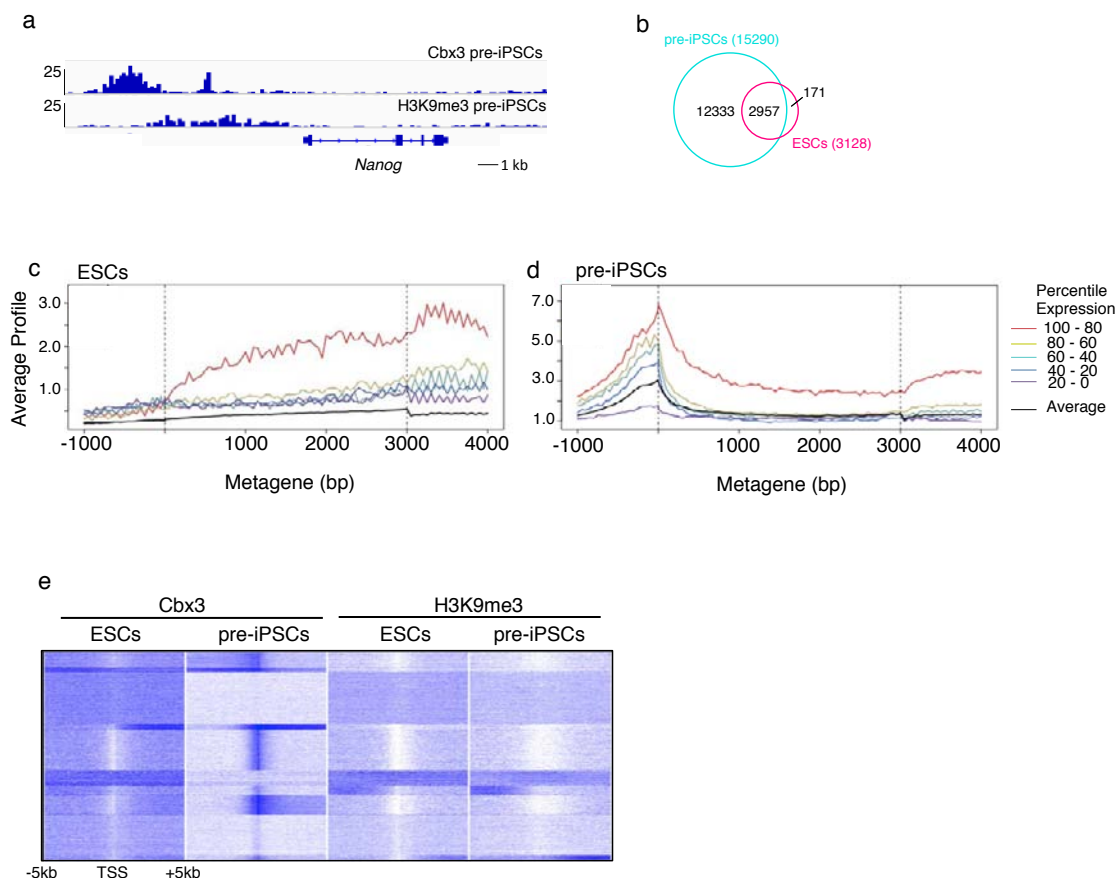 a
Cbx3 pre-iPSCs
25
H3K9me3 pre-iPSCs
25
Nanog
1 kb
b
pre-iPSCs (15290)
12333
2957
171
ESCs (3128)
c
ESCs
Average Profile
3.0
2.0
1.0
-1000 0 1000 2000 3000 4000
Metagene (bp)
d
pre-iPSCs
7.0
5.0
3.0
1.0
-1000 0 1000 2000 3000 4000
Metagene (bp)
Percentile
Expression
100 - 80
80 - 60
60 - 40
40 - 20
20 - 0
Average
e
Cbx3 H3K9me3
ESCs pre-iPSCs ESCs pre-iPSCs
-5kb TSS +5kb